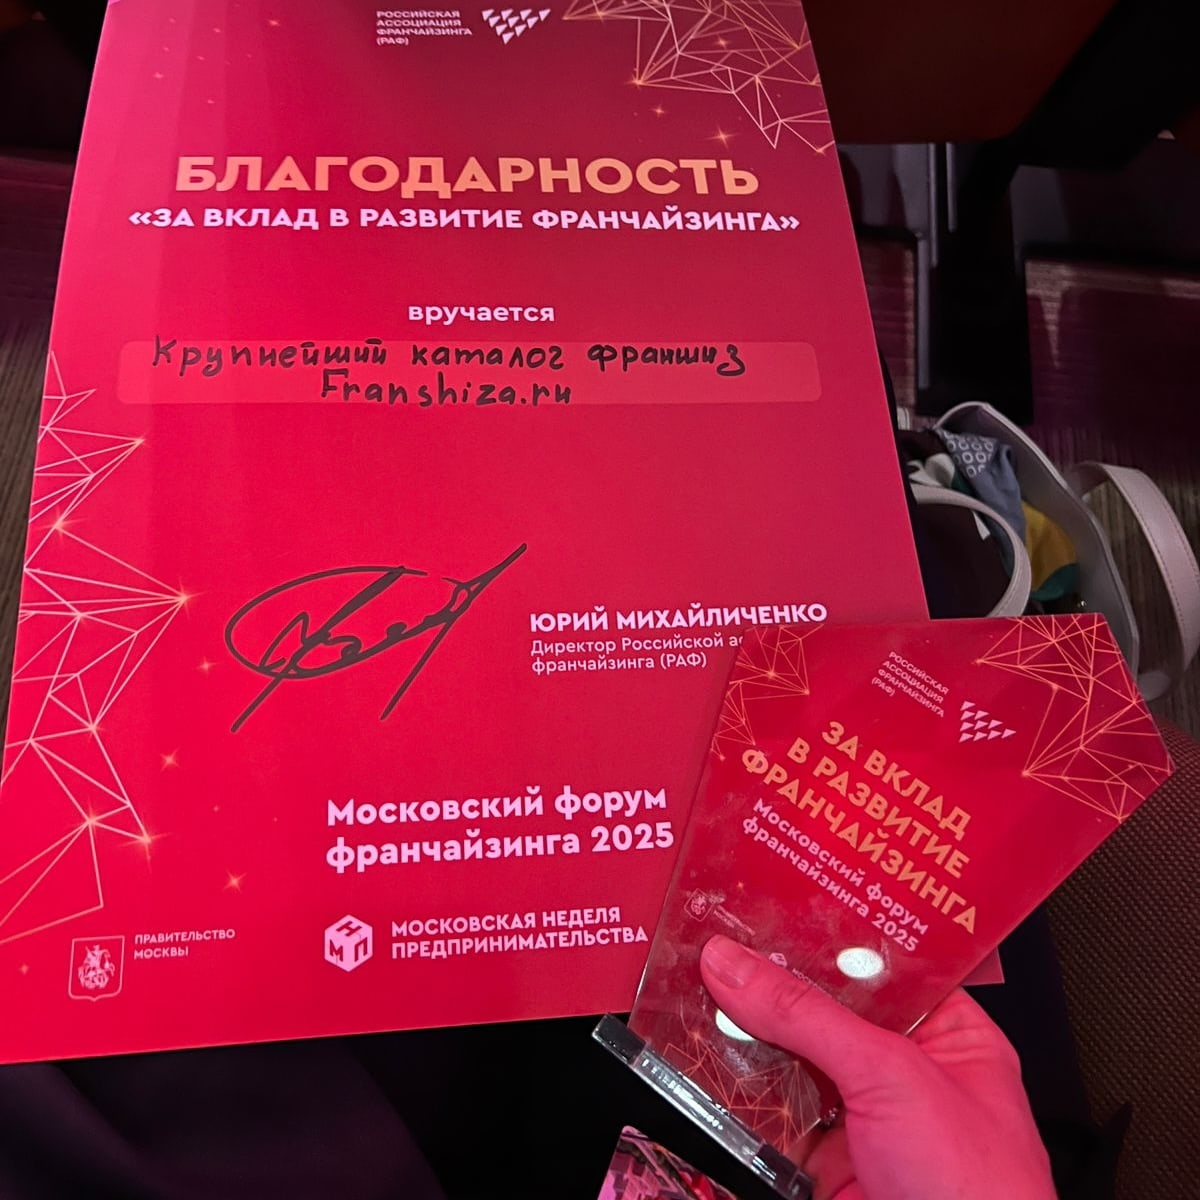 РОССИЙСКАЯ
АССОЦИАЦИЯ
ФРАНЧАЙЗИНГА
(РАФ)
БЛАГОДАРНОСТЬ
«ЗА ВКЛАД В РАЗВИТИЕ ФРАНЧАЙЗИНГА»
вручается
Крупнейший каталог франшиз
Franshiza.ru
ЮРИЙ МИХАЙЛИЧЕНКО
Директор Российской
франчайзинга (РАФ)
Московский форум
франчайзинга 2025
ПРАВИТЕЛЬСТВО
МОСКВЫ
НМП
МОСКОВСКАЯ НЕДЕЛЯ
ПРЕДПРИНИМАТЕЛЬСТВА
РОССИЙСКАЯ
АССОЦИАЦИЯ
ФРАНЧАЙЗИНГА
(РАФ)
ЗА ВКЛАД
В РАЗВИТИЕ
ФРАНЧАЙЗИНГА
Московский форум
франчайзинга 2025